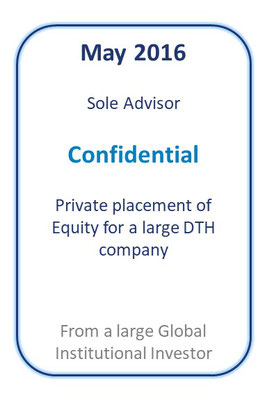 May 2016
Sole Advisor
Confidential
Private placement of
Equity for a large DTH
company
From a large Global
Institutional Investor